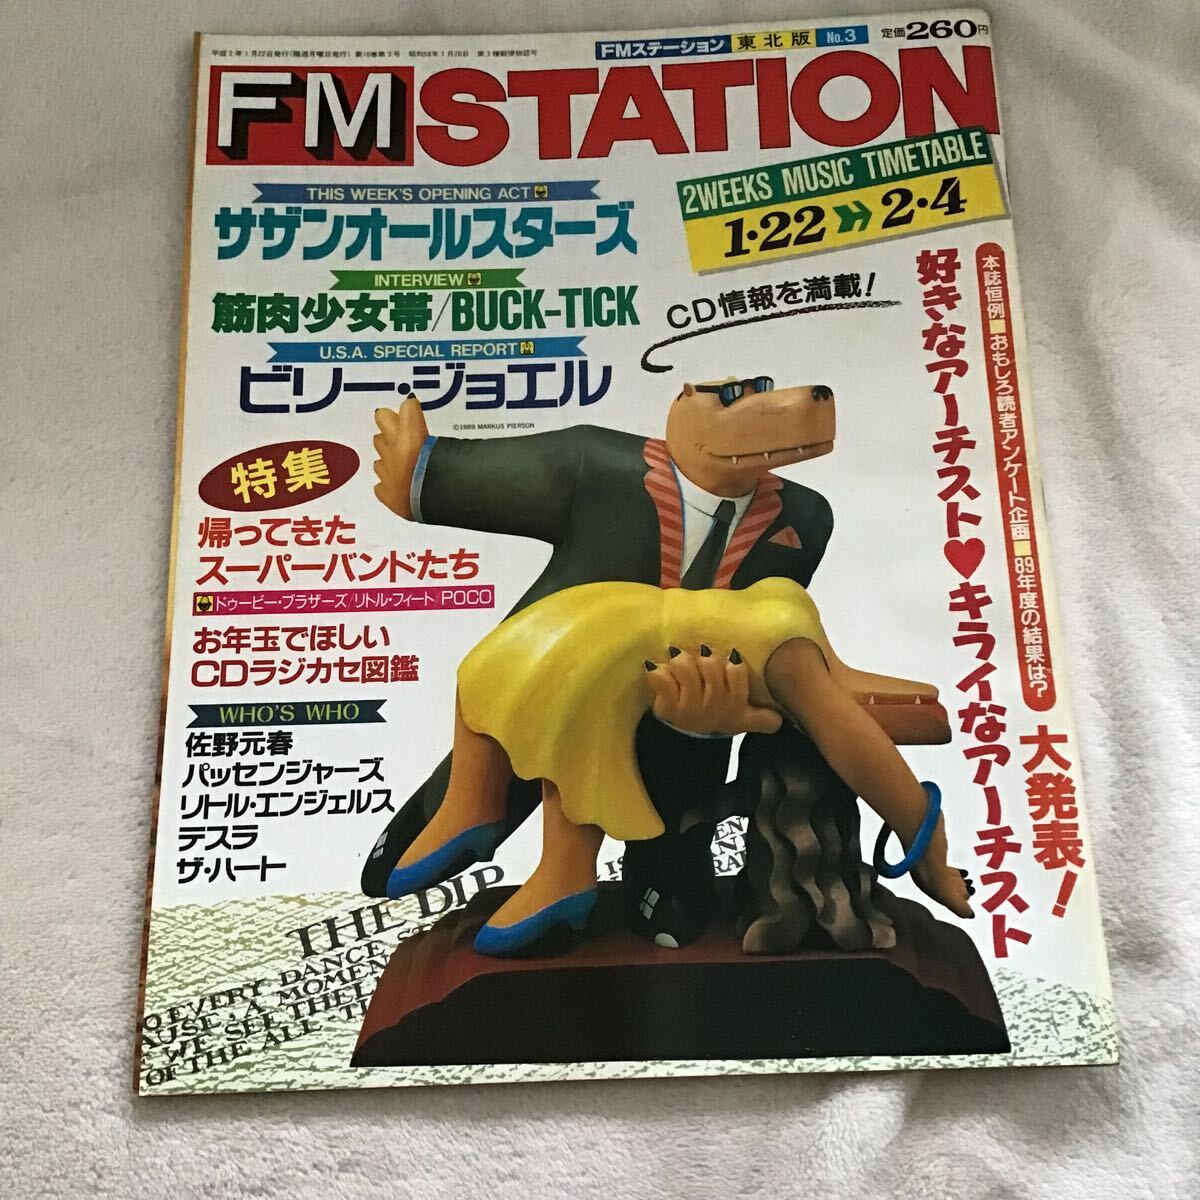 平成2年1月22日発行(隔週月曜日発行) 第10巻第3号 昭和58年1月20日 第3種郵便物認可
FMステーション 東北版 No.3
定価260円
FM STATION
2WEEKS MUSIC TIMETABLE
1・22 2・4
THIS WEEK'S OPENING ACT
サザンオールスターズ
INTERVIEW
筋肉少女帯/BUCK-TICK
U.S.A. SPECIAL REPORT
ビリー・ジョエル
©1989 MARKUS PIERSON
CD情報を満載!
本誌恒例■おもしろ読者アンケート企画■89年度の結果は?
好きなアーチスト♥キライなアーチスト
大発表!
特集
帰ってきた
スーパーバンドたち
ドゥービー・ブラザーズ/リトル・フィート/POCO
お年玉でほしい
CDラジカセ図鑑
WHO'S WHO
佐野元春
パッセンジャーズ
リトル・エンジェルス
テスラ
ザ・ハート
THE DIP
EVERY DANCE
A MOMEN
WE SEE THE
OF THE ALL